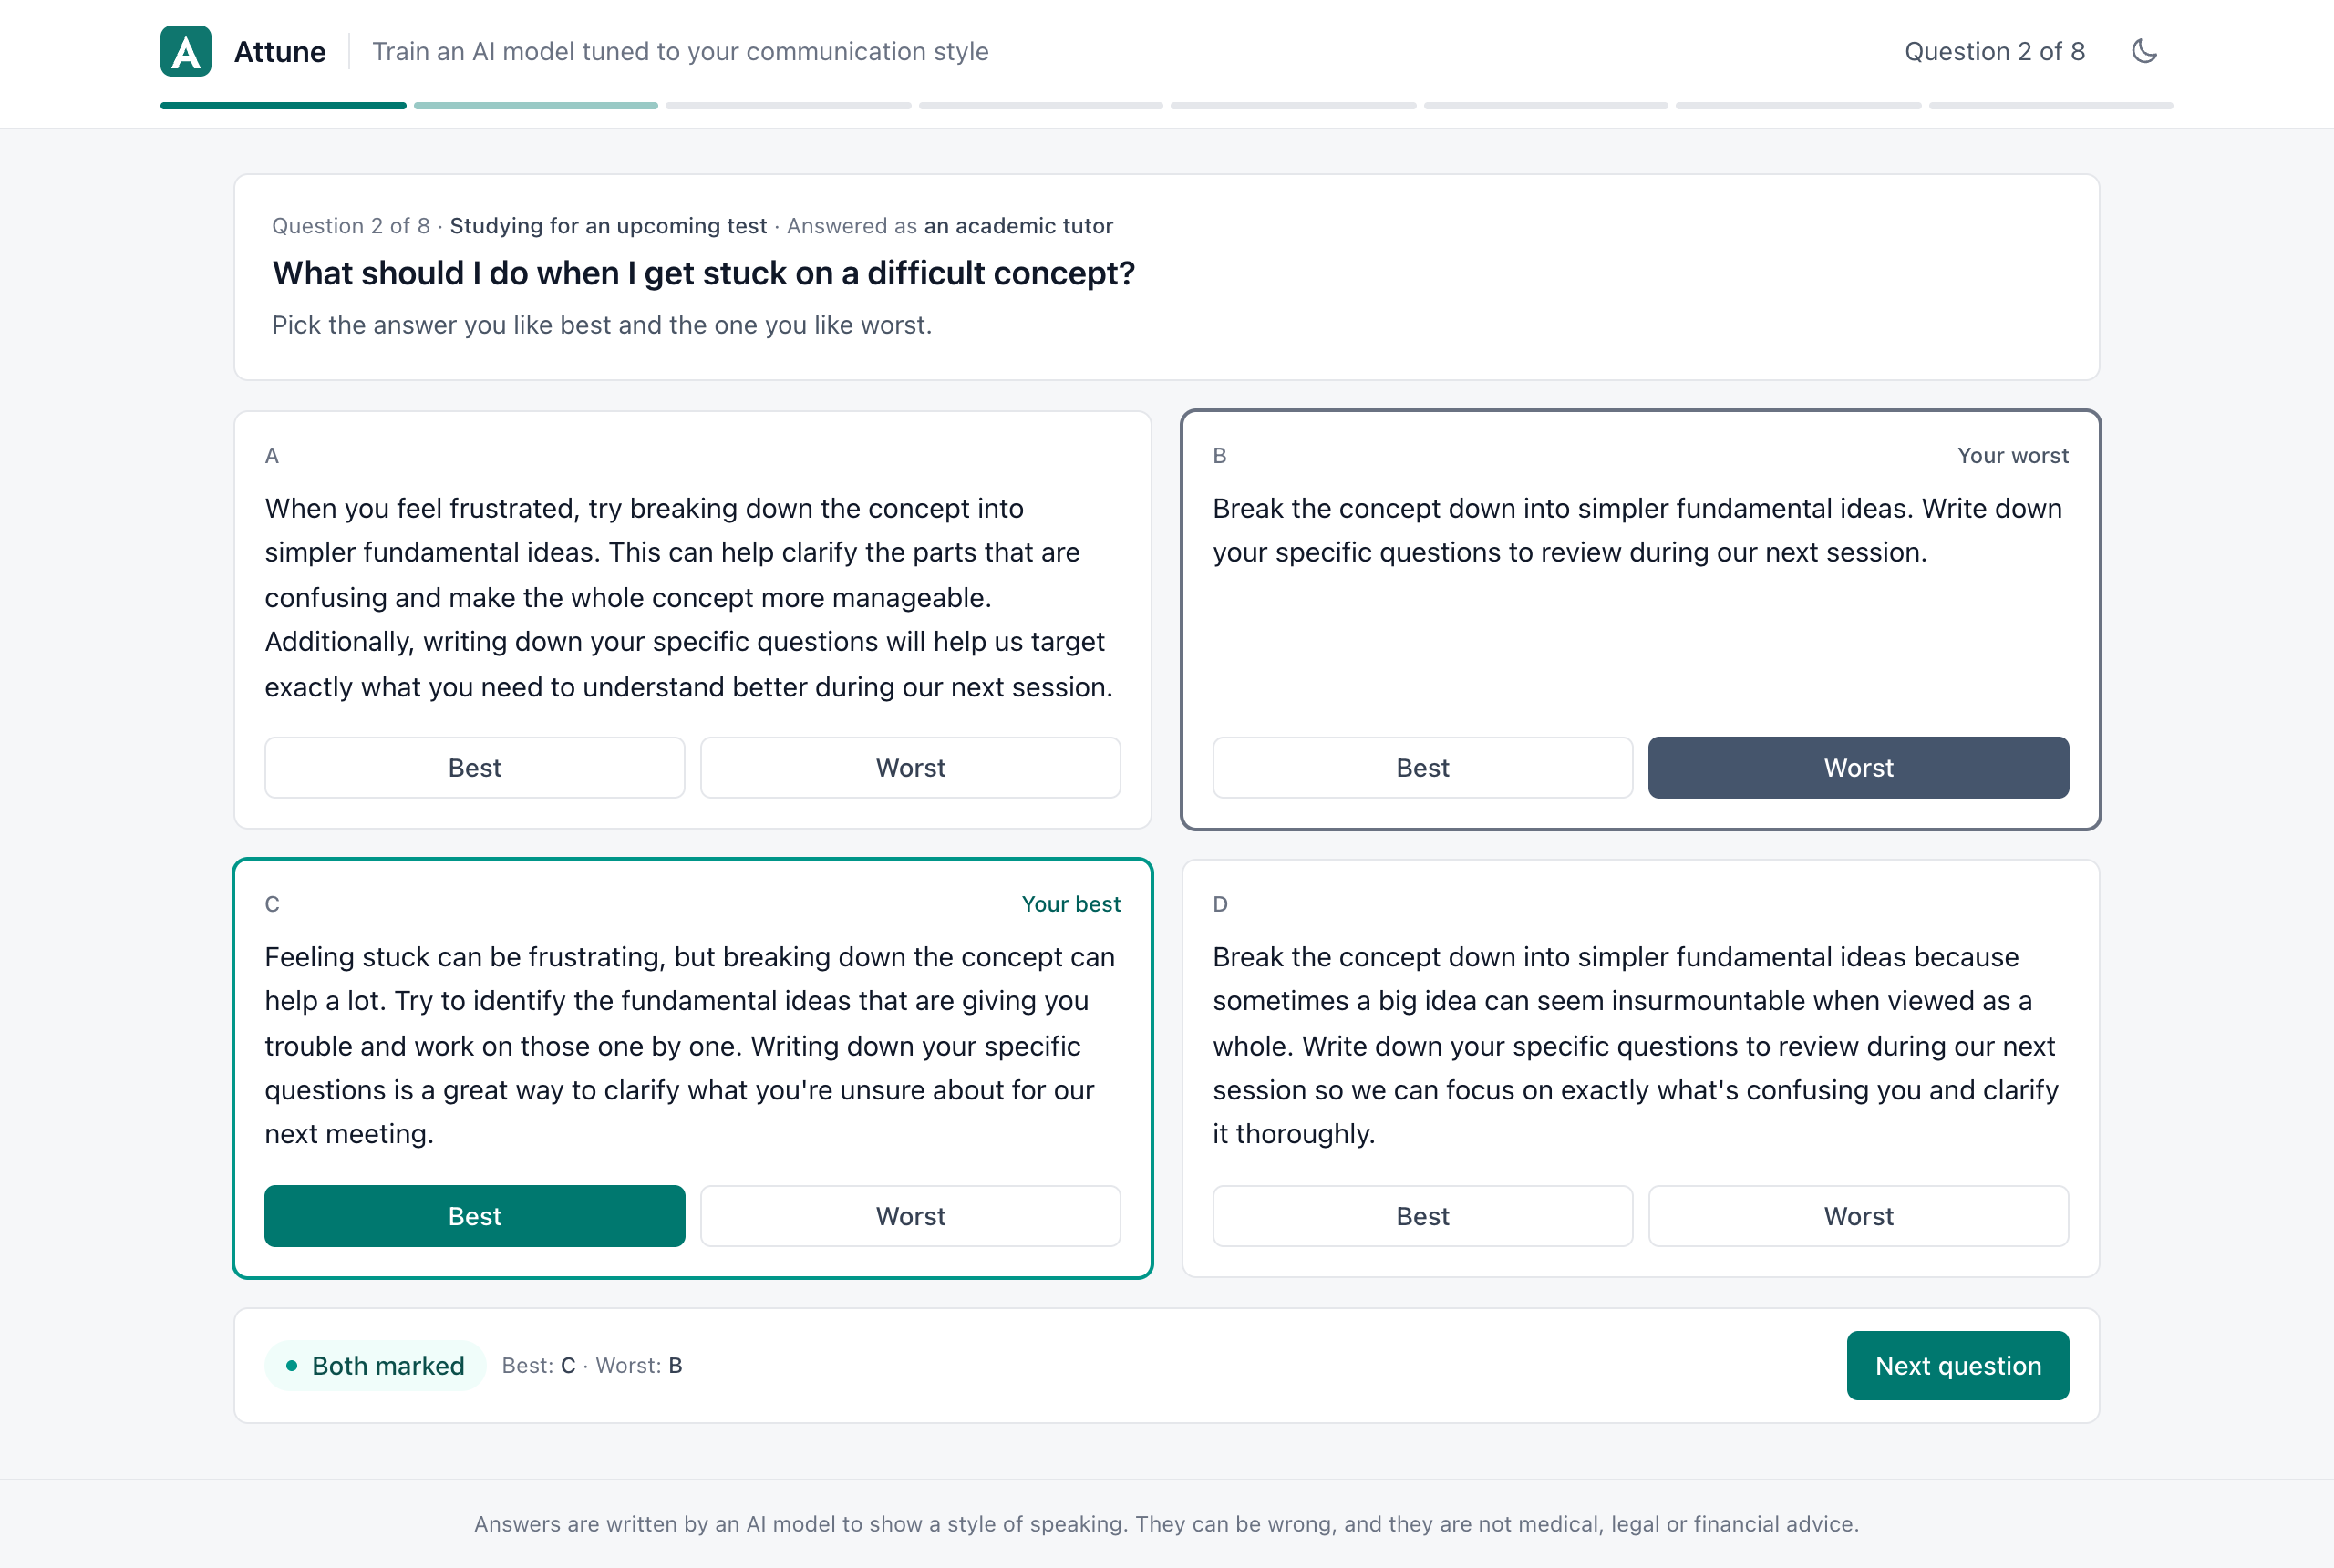 A Attune Train an AI model tuned to your communication style Question 2 of 8
Question 2 of 8 · Studying for an upcoming test · Answered as an academic tutor
What should I do when I get stuck on a difficult concept?
Pick the answer you like best and the one you like worst.
A
When you feel frustrated, try breaking down the concept into
simpler fundamental ideas. This can help clarify the parts that are
confusing and make the whole concept more manageable.
Additionally, writing down your specific questions will help us target
exactly what you need to understand better during our next session.
Best Worst
B Your worst
Break the concept down into simpler fundamental ideas. Write down
your specific questions to review during our next session.
Best Worst
C Your best
Feeling stuck can be frustrating, but breaking down the concept can
help a lot. Try to identify the fundamental ideas that are giving you
trouble and work on those one by one. Writing down your specific
questions is a great way to clarify what you're unsure about for our
next meeting.
Best Worst
D
Break the concept down into simpler fundamental ideas because
sometimes a big idea can seem insurmountable when viewed as a
whole. Write down your specific questions to review during our next
session so we can focus on exactly what's confusing you and clarify
it thoroughly.
Best Worst
Both marked Best: C · Worst: B Next question
Answers are written by an AI model to show a style of speaking. They can be wrong, and they are not medical, legal or financial advice.